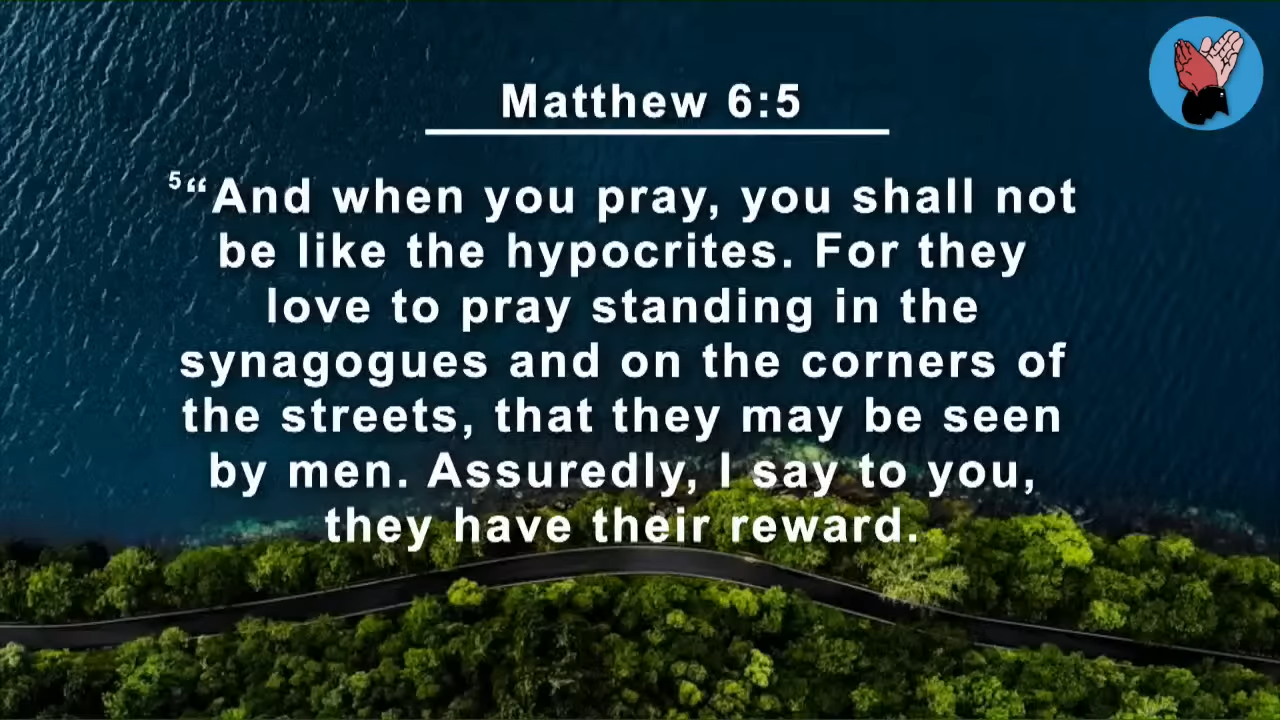 Matthew 6:5
5“And when you pray, you shall not
be like the hypocrites. For they
love to pray standing in the
synagogues and on the corners of
the streets, that they may be seen
by men. Assuredly, I say to you,
they have their reward.